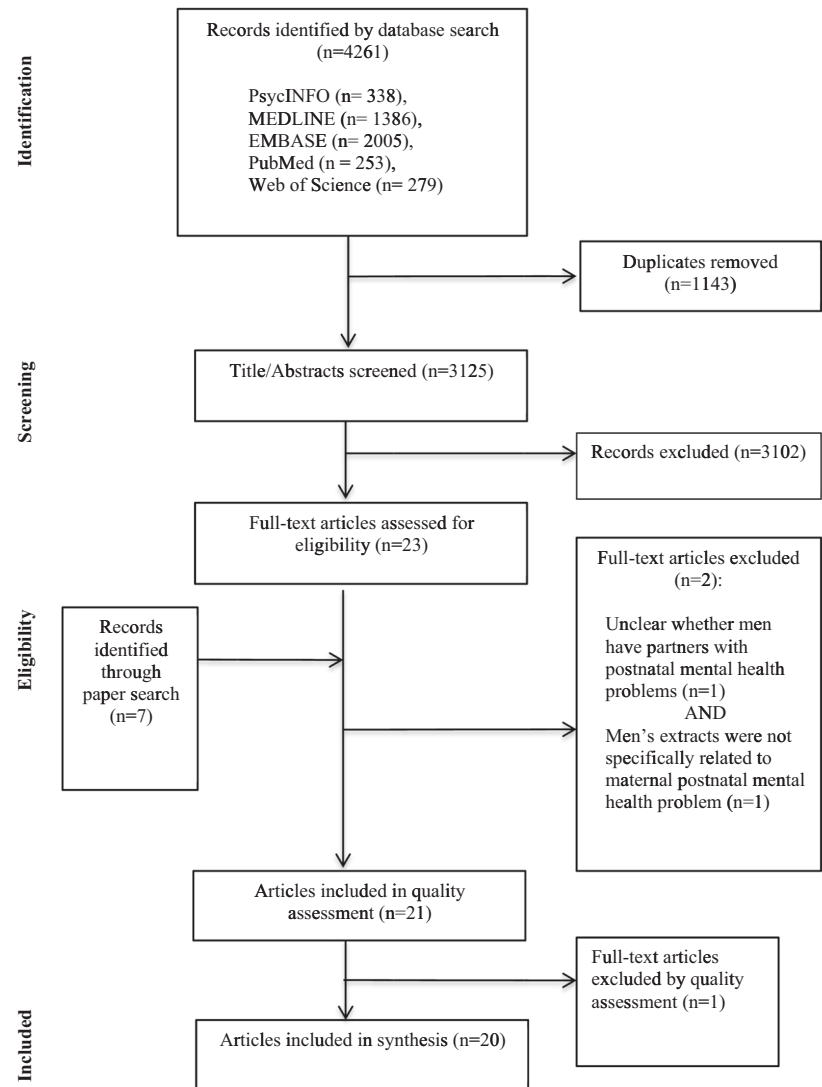 Identification
Records identified by database search
(n=4261)
PsycINFO (n= 338),
MEDLINE (n= 1386),
EMBASE (n= 2005),
PubMed (n = 253),
Web of Science (n= 279)
Duplicates removed
(n=1143)
Screening
Title/Abstracts screened (n=3125)
Records excluded (n=3102)
Full-text articles assessed for
eligibility (n=23)
Eligibility
Records
identified
through
paper search
(n=7)
Full-text articles excluded
(n=2):
Unclear whether men
have partners with
postnatal mental health
problems (n=1)
AND
Men's extracts were not
specifically related to
maternal postnatal mental
health problem (n=1)
Articles included in quality
assessment (n=21)
Full-text articles
excluded by quality
assessment (n=1)
Included
Articles included in synthesis (n=20)